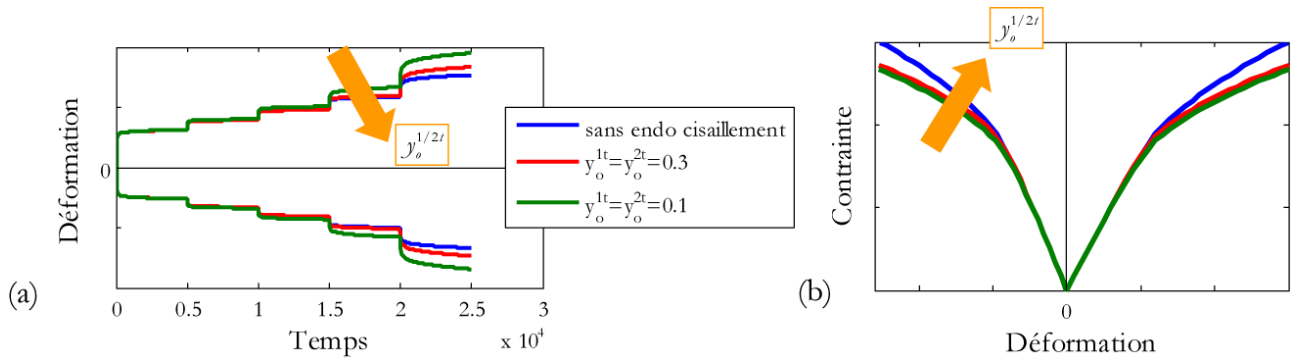 (a)
Déformation
0
0
0.5
1
1.5
2
2.5
3
x 10^4
Temps
y_o^{1/2t}
sans endo cisaillement
y_o^{1t}=y_o^{2t}=0.3
y_o^{1t}=y_o^{2t}=0.1
(b)
Contrainte
y_o^{1/2t}
0
Déformation